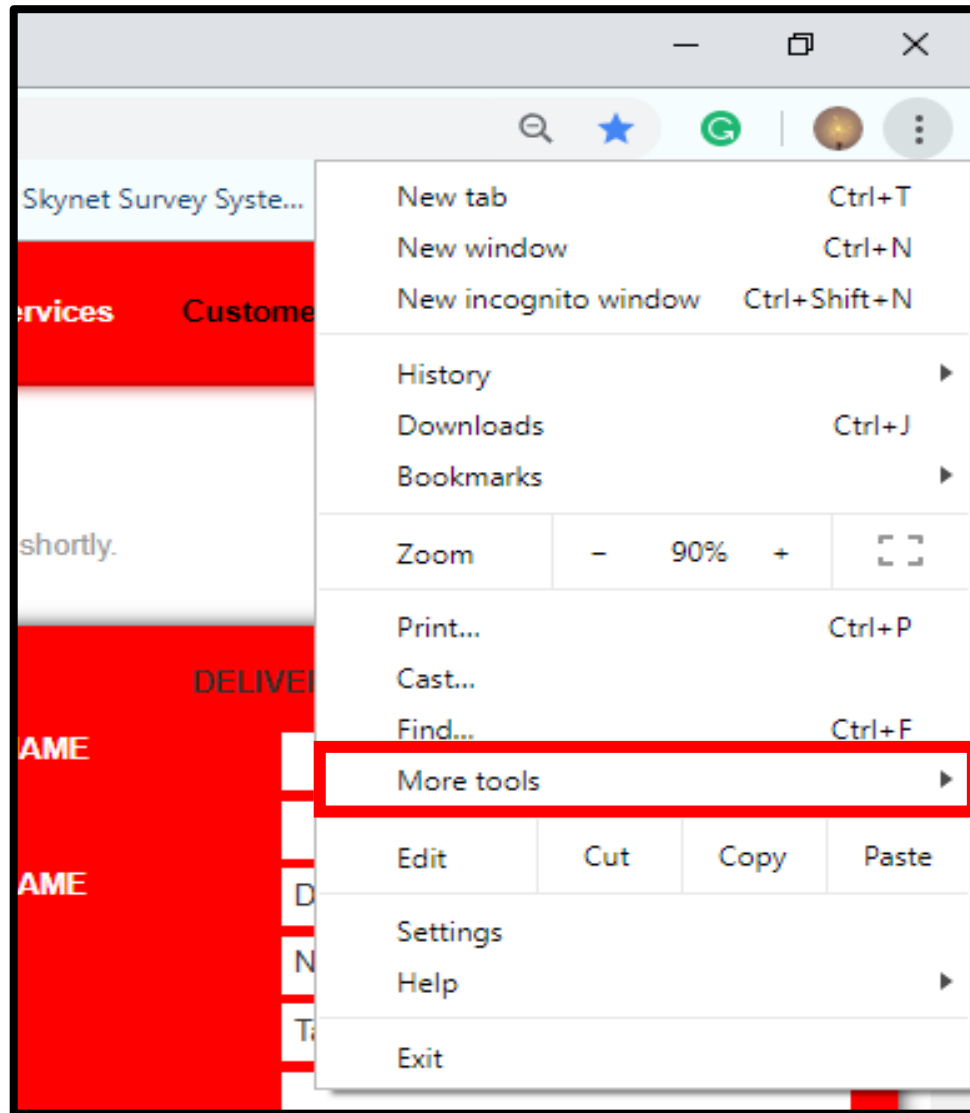 Skynet Survey Syste...
ervices Custome
shortly.
DELIVE
AME
AME
D
N
Ta
New tab Ctrl+T
New window Ctrl+N
New incognito window Ctrl+Shift+N
History
Downloads Ctrl+J
Bookmarks
Zoom − 90% +
Print... Ctrl+P
Cast...
Find... Ctrl+F
More tools
Edit Cut Copy Paste
Settings
Help
Exit